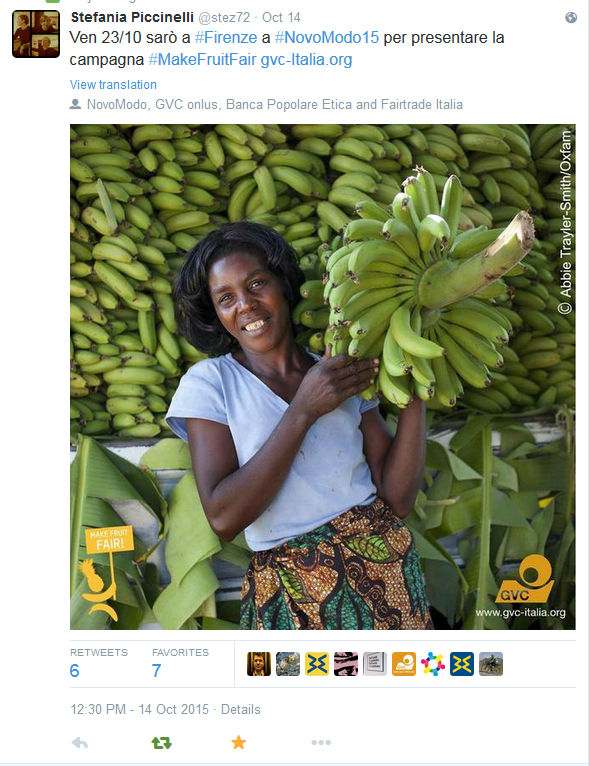 Stefania Piccinelli @stez72 · Oct 14
Ven 23/10 sarò a #Firenze a #NovoModo15 per presentare la
campagna #MakeFruitFair gvc-Italia.org
View translation
NovoModo, GVC onlus, Banca Popolare Etica and Fairtrade Italia
© Abbie Trayler-Smith/Oxfam
MAKE FRUIT
FAIR!
GVC
www.gvc-italia.org
RETWEETS FAVORITES
6 7
12:30 PM - 14 Oct 2015 · Details